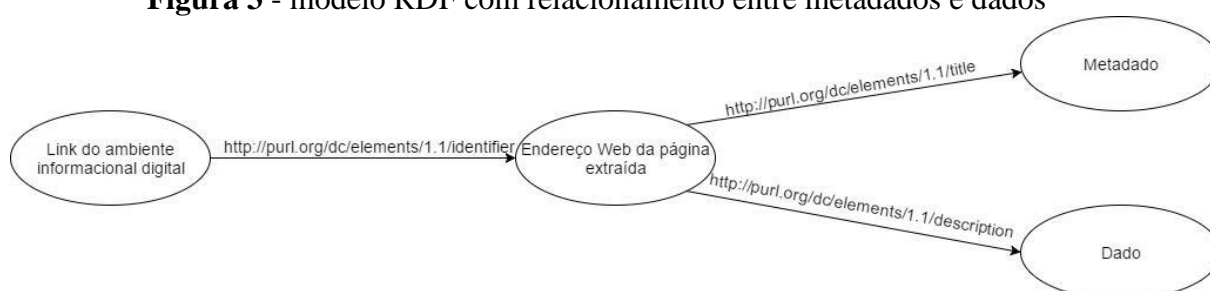 Figura 3 - modelo RDF com relacionamento entre metadados e dados
Link do ambiente
informacional digital
http://purl.org/dc/elements/1.1/identifier
Endereço Web da página
extraída
http://purl.org/dc/elements/1.1/title
Metadado
http://purl.org/dc/elements/1.1/description
Dado